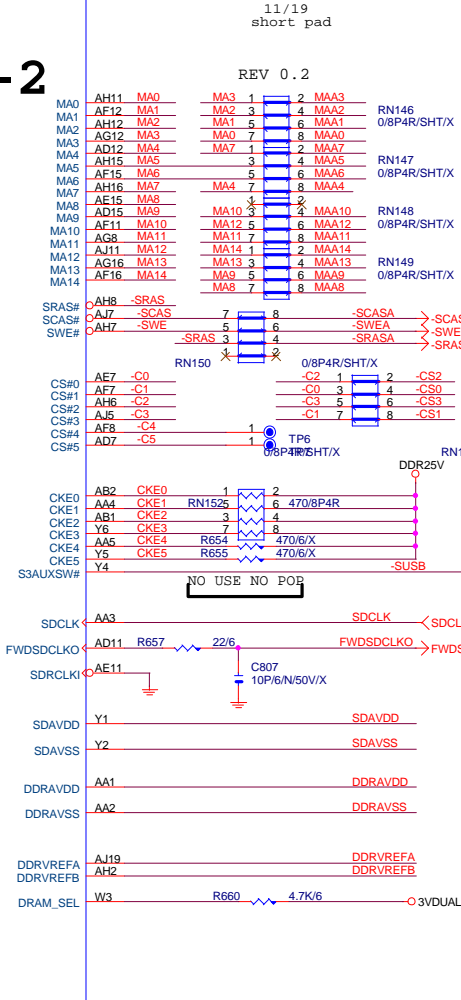 11/19
short pad
-2
REV 0.2
MA0 AH11 MA0 MA3 1 2 MAA3
MA1 AF12 MA1 MA2 3 4 MAA2 RN146
MA2 AH12 MA2 MA1 5 6 MAA1 0/8P4R/SHT/X
MA3 AG12 MA3 MA0 7 8 MAA0
MA4 AD12 MA4 MA7 1 2 MAA7
MA5 AH15 MA5 3 4 MAA5 RN147
MA6 AF15 MA6 5 6 MAA6 0/8P4R/SHT/X
MA7 AH16 MA7 MA4 7 8 MAA4
MA8 AE15 MA8 1 2
MA9 AD15 MA9 MA10 3 4 MAA10 RN148
MA10 AF11 MA10 MA12 5 6 MAA12 0/8P4R/SHT/X
MA11 AG8 MA11 MA11 7 8 MAA11
MA12 AJ11 MA12 MA14 1 2 MAA14
MA13 AG16 MA13 MA13 3 4 MAA13 RN149
MA14 AF16 MA14 MA9 5 6 MAA9 0/8P4R/SHT/X
MA8 7 8 MAA8
SRAS# AH8 -SRAS
SCAS# AJ7 -SCAS 7 8 -SCASA -SCAS
SWE# AH7 -SWE 5 6 -SWEA -SWE
-SRAS 3 4 -SRASA -SRAS
1 2
RN150 0/8P4R/SHT/X
CS#0 AE7 -C0 -C2 1 2 -CS2
CS#1 AF7 -C1 -C0 3 4 -CS0
CS#2 AH6 -C2 -C3 5 6 -CS3
CS#3 AJ5 -C3 -C1 7 8 -CS1
CS#4 AF8 -C4 1
CS#5 AD7 -C5 1 TP6
0/8P4R/SHT/X TP7 RN1
DDR25V
CKE0 AB2 CKE0 1 2
CKE1 AA4 CKE1 RN152 5 6 470/8P4R
CKE2 AB1 CKE2 3 4
CKE3 Y6 CKE3 7 8
CKE4 AA5 CKE4 R654 470/6/X
CKE5 Y5 CKE5 R655 470/6/X
S3AUXSW# Y4 -SUSB
NO USE NO POP
SDCLK AA3 SDCLK SDCL
FWDSDCLKO AD11 R657 22/6 FWDSDCLKO FWDS
SDRCLKI AE11 C807
10P/6/N/50V/X
SDAVDD Y1 SDAVDD
SDAVSS Y2 SDAVSS
DDRAVDD AA1 DDRAVDD
DDRAVSS AA2 DDRAVSS
DDRVREFA AJ19 DDRVREFA
DDRVREFB AH2 DDRVREFB
DRAM_SEL W3 R660 4.7K/6 3VDUAL